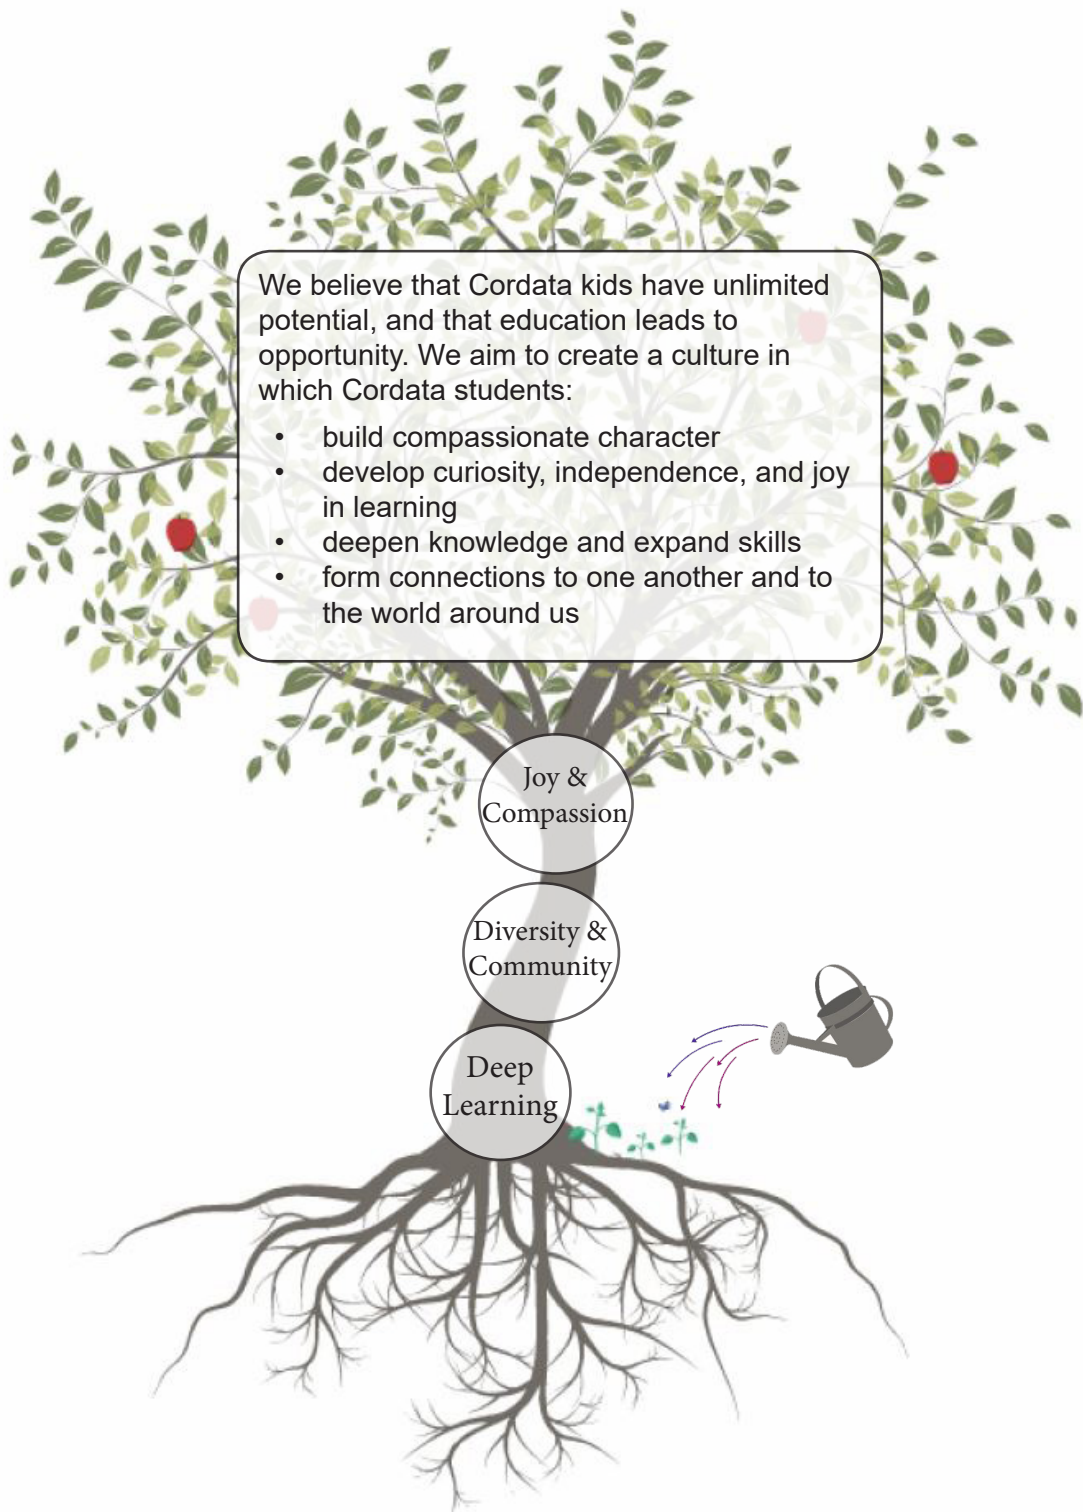 We believe that Cordata kids have unlimited
potential, and that education leads to
opportunity. We aim to create a culture in
which Cordata students:
• build compassionate character
• develop curiosity, independence, and joy
in learning
• deepen knowledge and expand skills
• form connections to one another and to
the world around us
Joy &
Compassion
Diversity &
Community
Deep
Learning